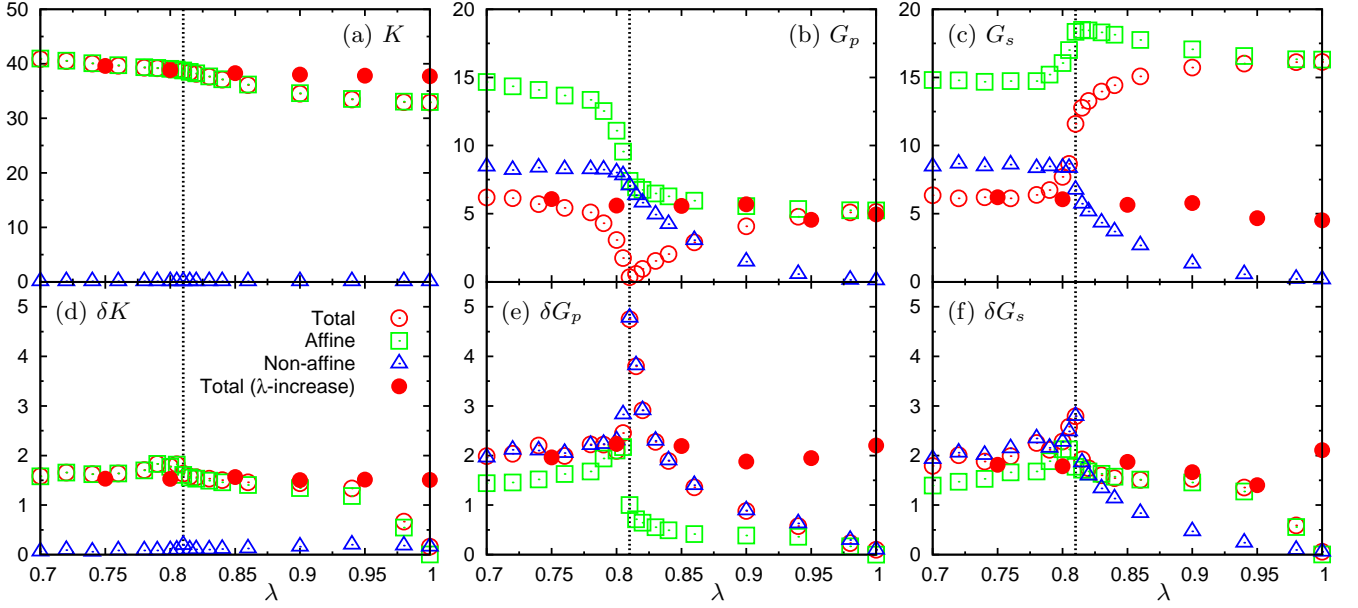 50
40
30
20
10
0
(a) K
20
15
10
5
0
(b) G_p
20
15
10
5
0
(c) G_s
5
4
3
2
1
0
(d) δK
Total
Affine
Non-affine
Total (λ-increase)
0.7 0.75 0.8 0.85 0.9 0.95 1
λ
5
4
3
2
1
0
(e) δG_p
0.7 0.75 0.8 0.85 0.9 0.95 1
λ
5
4
3
2
1
0
(f) δG_s
0.7 0.75 0.8 0.85 0.9 0.95 1
λ